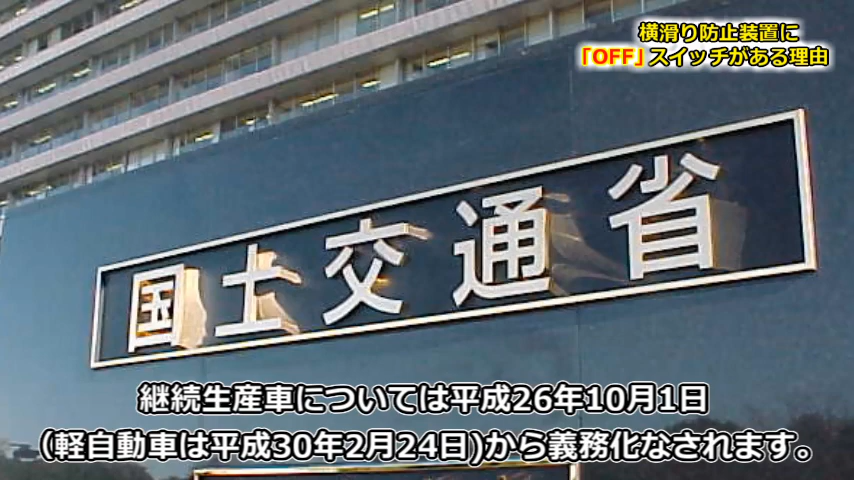 横滑り防止装置に
「OFF」スイッチがある理由
国土交通省
継続生産車については平成26年10月1日
（軽自動車は平成30年2月24日)から義務化なされます。